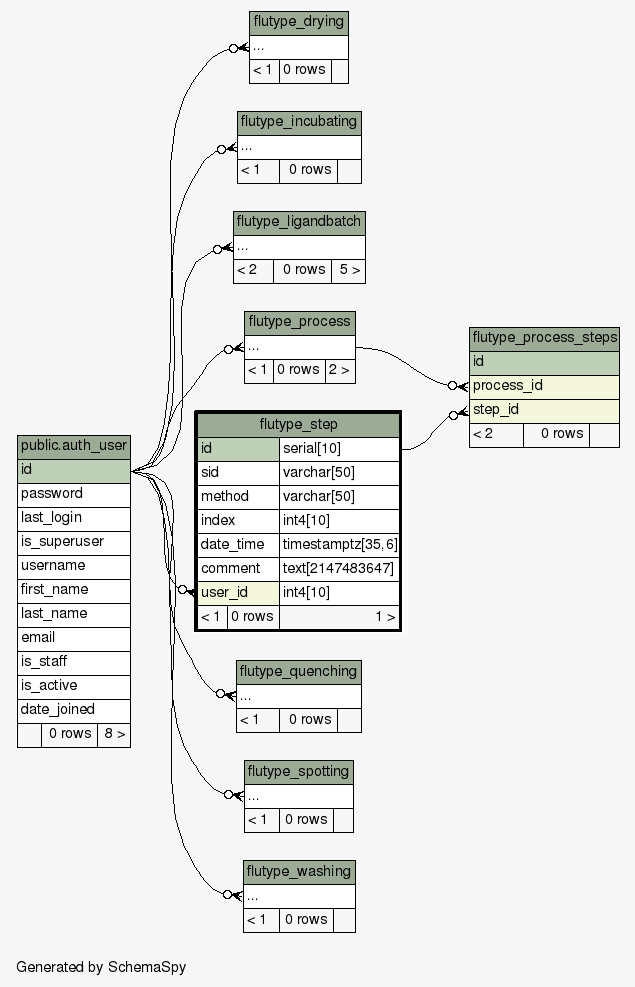 flutype_drying
...
< 1 0 rows
flutype_incubating
...
< 1 0 rows
flutype_ligandbatch
...
< 2 0 rows 5 >
flutype_process
...
< 1 0 rows 2 >
flutype_process_steps
id
process_id
step_id
< 2 0 rows
flutype_step
id serial[10]
sid varchar[50]
method varchar[50]
index int4[10]
date_time timestamptz[35,6]
comment text[2147483647]
user_id int4[10]
< 1 0 rows 1 >
public.auth_user
id
password
last_login
is_superuser
username
first_name
last_name
email
is_staff
is_active
date_joined
0 rows 8 >
flutype_quenching
...
< 1 0 rows
flutype_spotting
...
< 1 0 rows
flutype_washing
...
< 1 0 rows
Generated by SchemaSpy